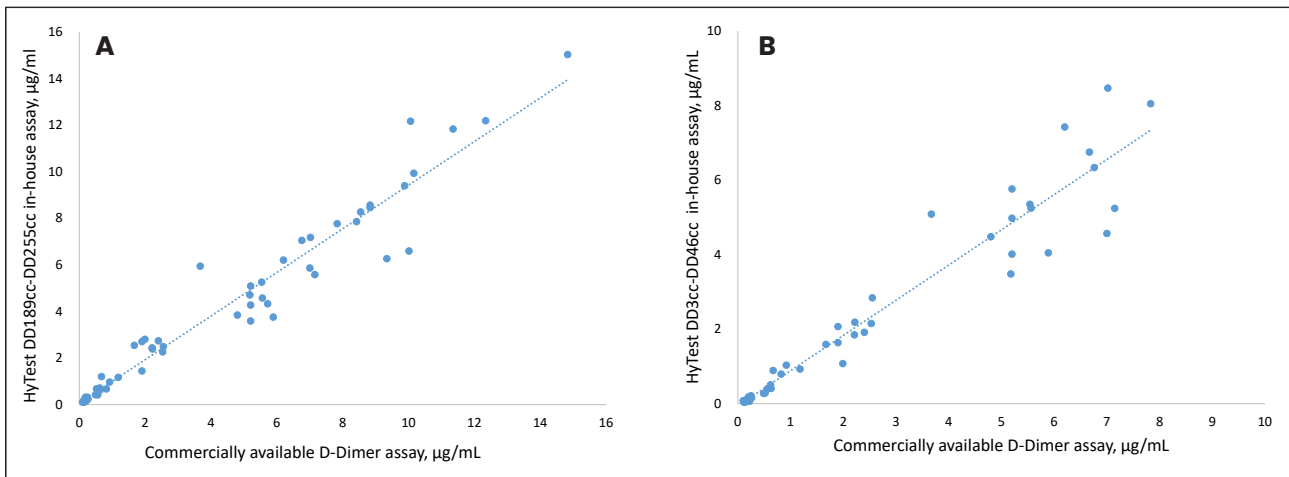 A
HyTest DD189cc-DD255cc in-house assay, µg/ml
16
14
12
10
8
6
4
2
0
0 2 4 6 8 10 12 14 16
Commercially available D-Dimer assay, µg/mL
B
HyTest DD3cc-DD46cc in-house assay, µg/mL
10
8
6
4
2
0
0 1 2 3 4 5 6 7 8 9 10
Commercially available D-Dimer assay, µg/mL